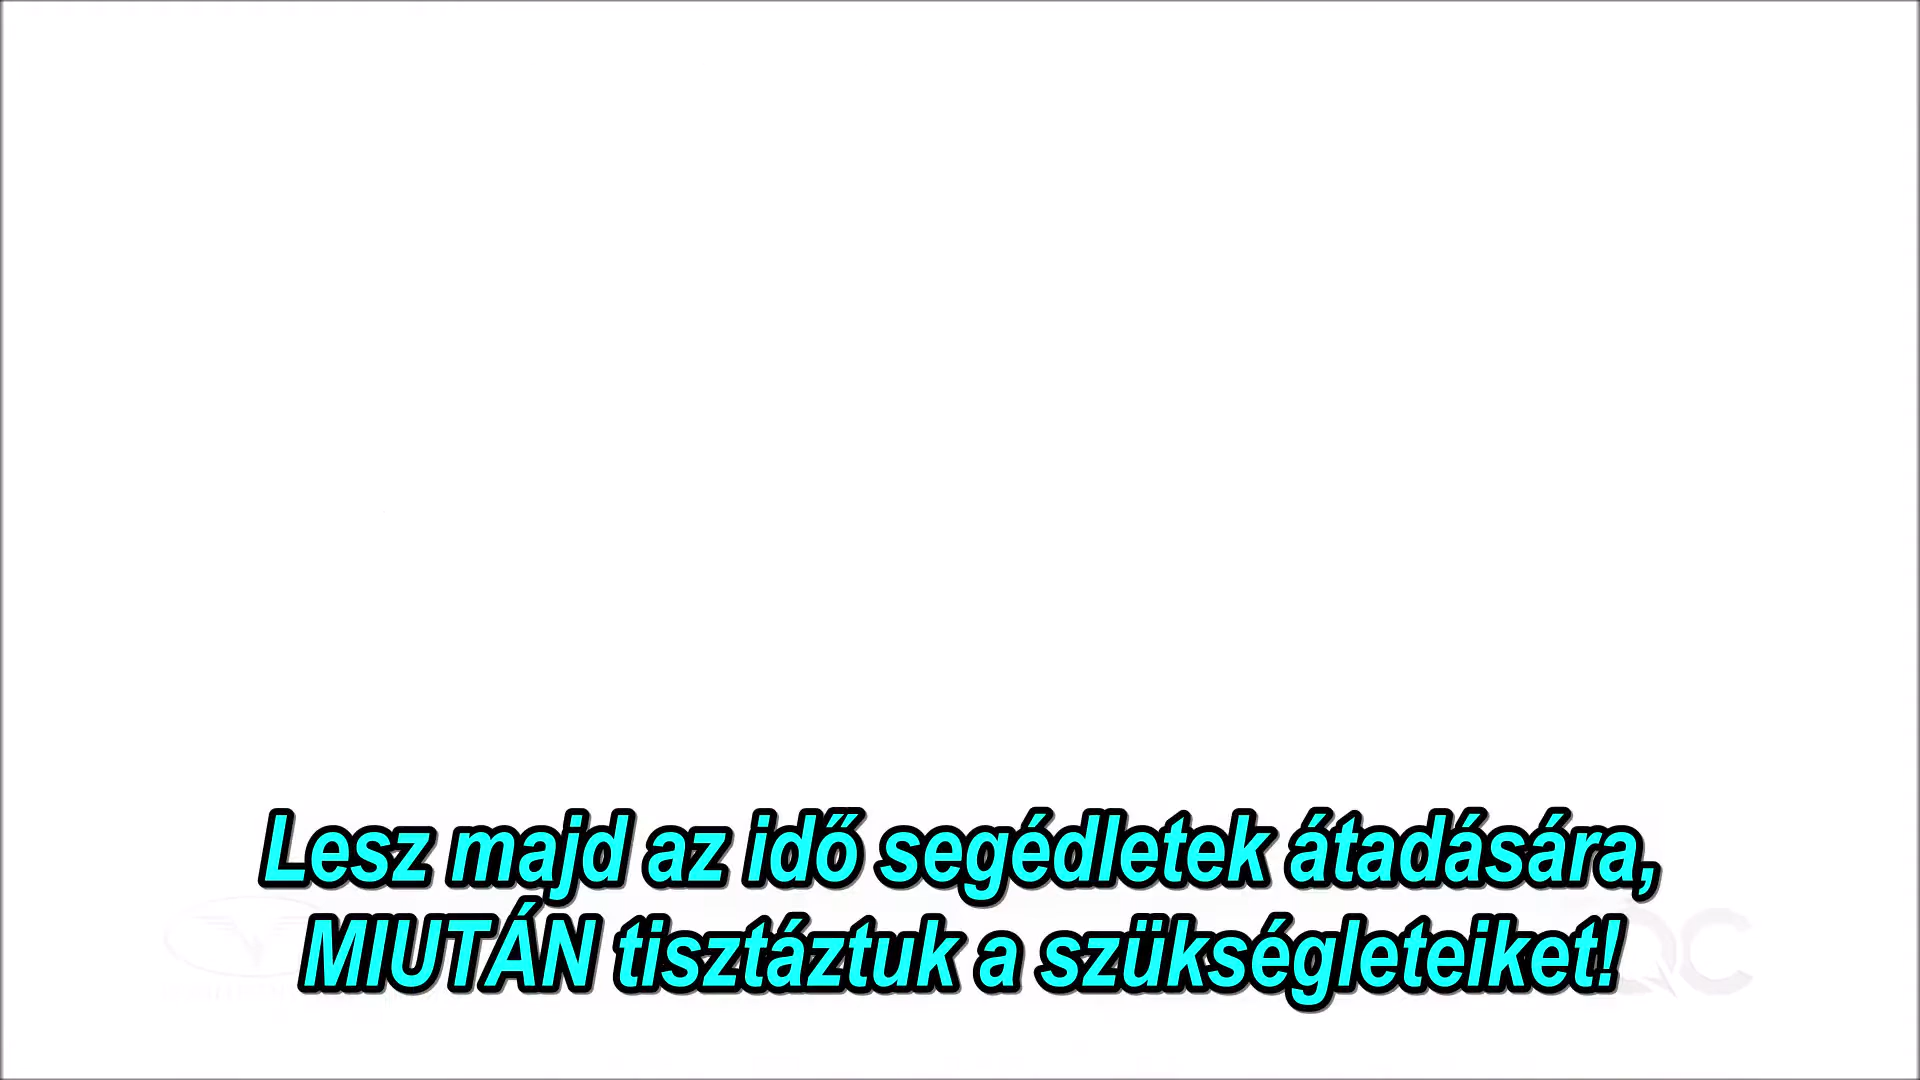 Lesz majd az idő segédletek átadására,
MIUTÁN tisztáztuk a szükségleteiket!